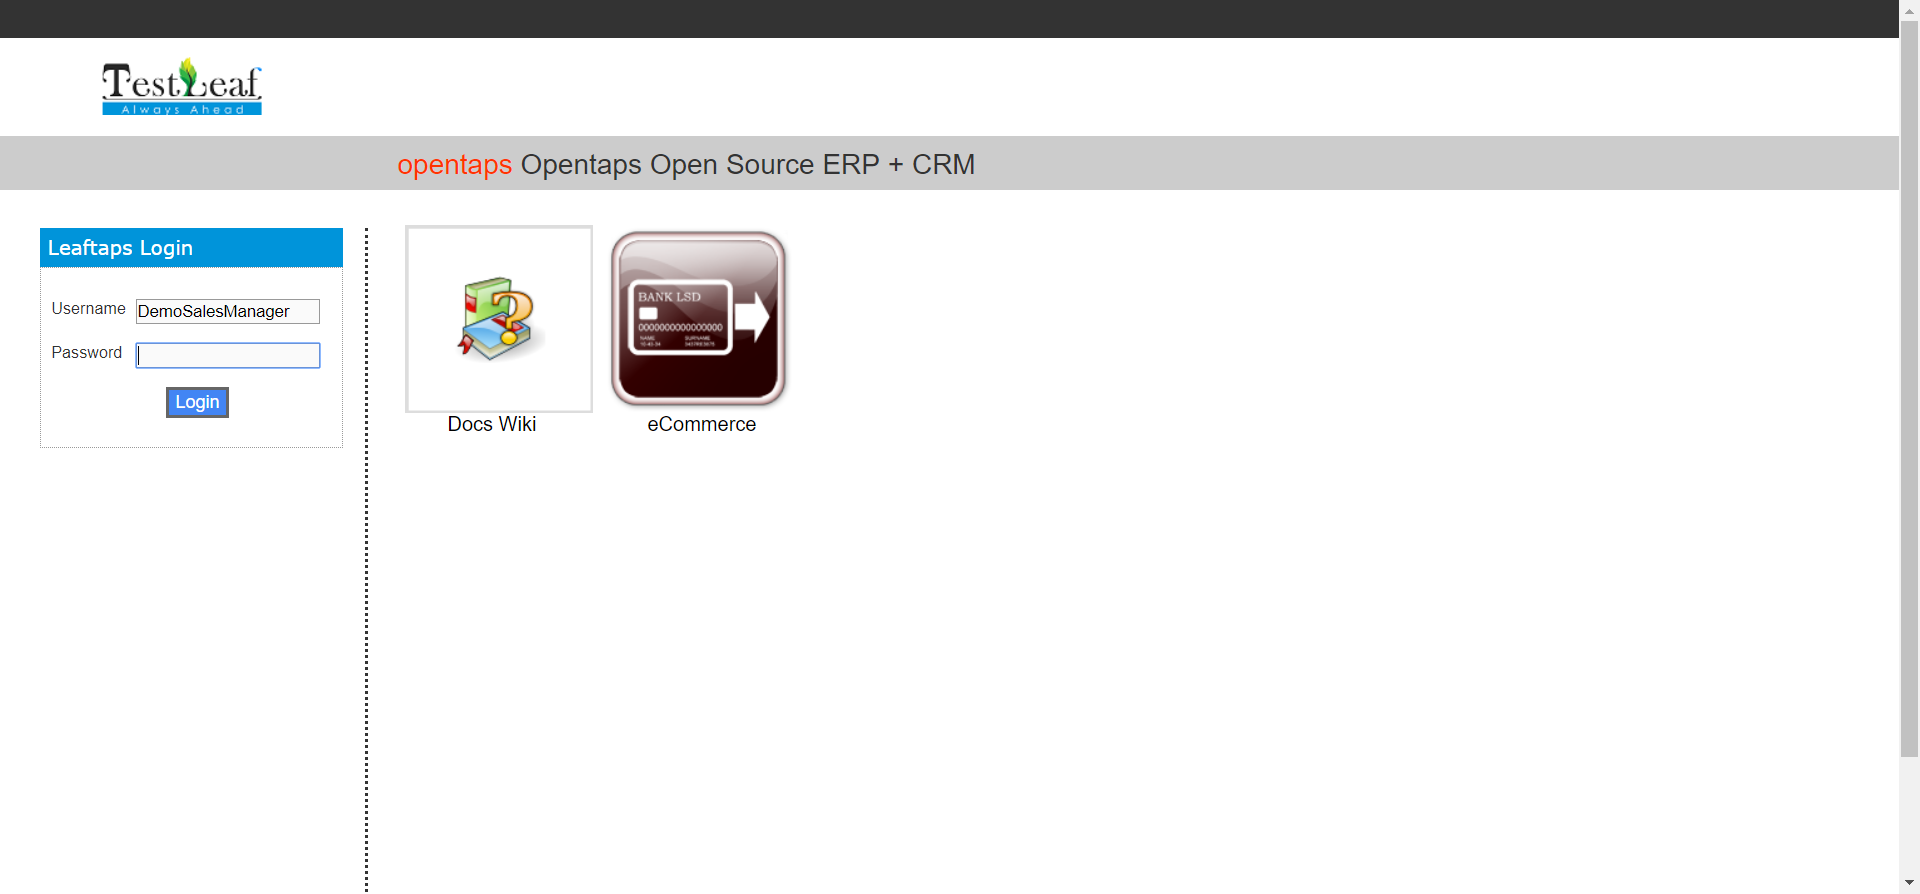 TestLeaf
Always Ahead
opentaps Opentaps Open Source ERP + CRM
Leaftaps Login
Username DemoSalesManager
Password
Login
BANK LSD
0000000000000000
NAME SURNAME
Docs Wiki
eCommerce